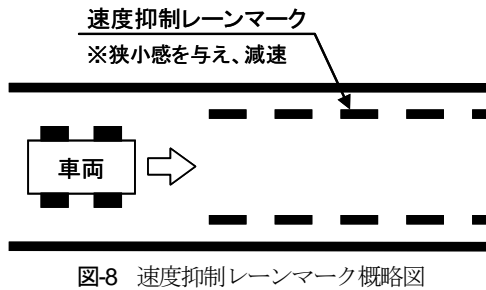 速度抑制レーンマーク
※狭小感を与え、減速
車両
図-8 速度抑制レーンマーク概略図